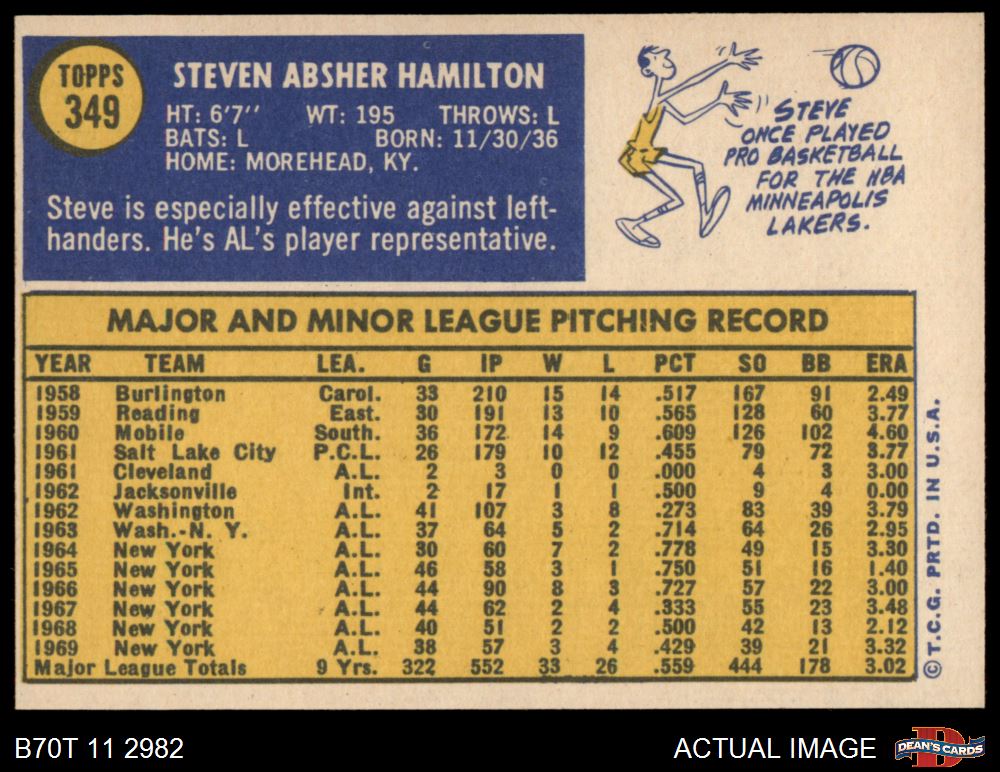 TOPPS
349
STEVEN ABSHER HAMILTON
HT: 6'7'' WT: 195 THROWS: L
BATS: L BORN: 11/30/36
HOME: MOREHEAD, KY.
Steve is especially effective against left-
handers. He's AL's player representative.
STEVE
ONCE PLAYED
PRO BASKETBALL
FOR THE NBA
MINNEAPOLIS
LAKERS.
MAJOR AND MINOR LEAGUE PITCHING RECORD
YEAR TEAM LEA. G IP W L PCT SO BB ERA
1958 Burlington Carol. 33 210 15 14 .517 167 91 2.49
1959 Reading East. 30 191 13 10 .565 128 60 3.77
1960 Mobile South. 36 172 14 9 .609 126 102 4.60
1961 Salt Lake City P.C.L. 26 179 10 12 .455 79 72 3.77
1961 Cleveland A.L. 2 3 0 0 .000 4 3 3.00
1962 Jacksonville Int. 2 17 1 1 .500 9 4 0.00
1962 Washington A.L. 41 107 3 8 .273 83 39 3.79
1963 Wash.-N. Y. A.L. 37 64 5 2 .714 64 26 2.95
1964 New York A.L. 30 60 7 2 .778 49 15 3.30
1965 New York A.L. 46 58 3 1 .750 51 16 1.40
1966 New York A.L. 44 90 8 3 .727 57 22 3.00
1967 New York A.L. 44 62 2 4 .333 55 23 3.48
1968 New York A.L. 40 51 2 2 .500 42 13 2.12
1969 New York A.L. 38 57 3 4 .429 39 21 3.32
Major League Totals 9 Yrs. 322 552 33 26 .559 444 178 3.02
© T.C.G. PRTD. IN U.S.A.
B70T 11 2982
ACTUAL IMAGE
DEAN'S CARDS